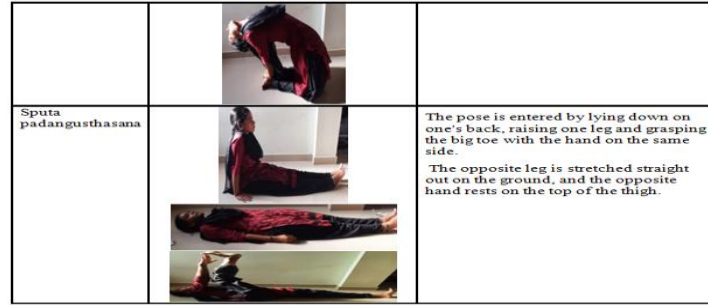 Sputa
padangusthasana
The pose is entered by lying down on
one's back, raising one leg and grasping
the big toe with the hand on the same
side.
The opposite leg is stretched straight
out on the ground, and the opposite
hand rests on the top of the thigh.